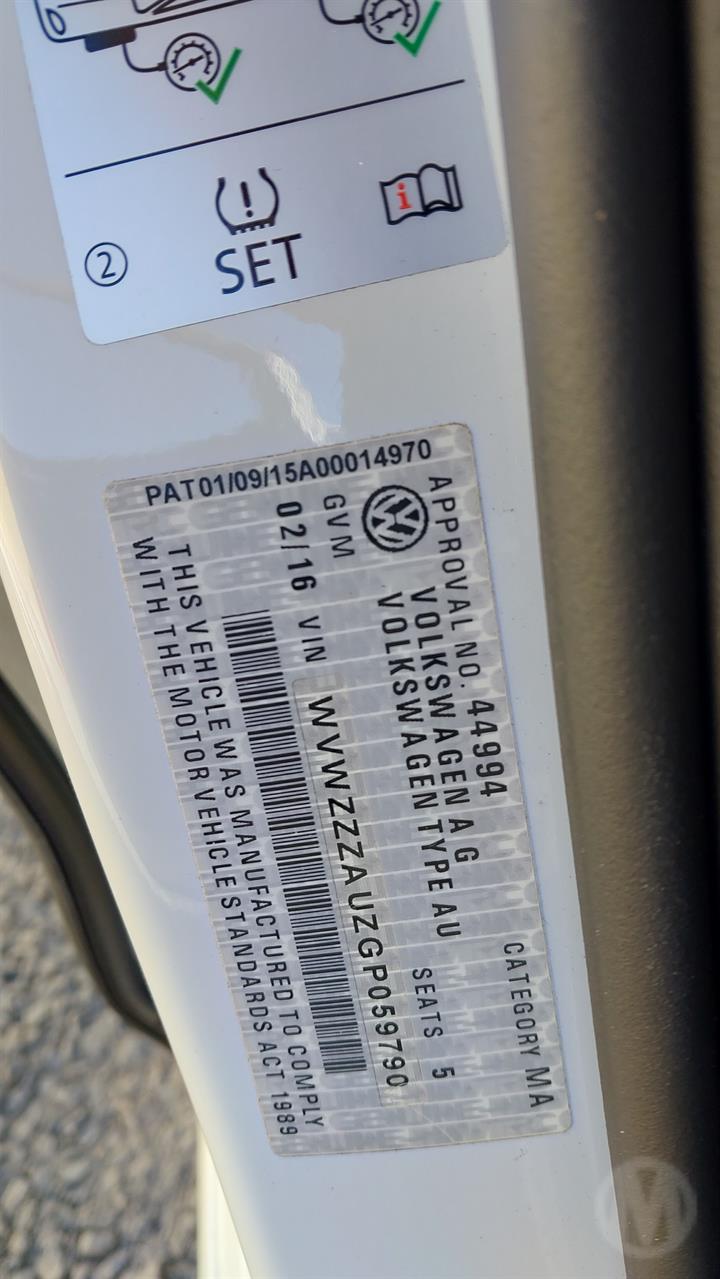 2
SET
i
PAT01/09/15A00014970
APPROVAL NO. 44994 CATEGORY MA
VOLKSWAGEN AG
VOLKSWAGEN TYPE AU SEATS 5
GVM
02/16 VIN WVWZZZAUZGP059790
THIS VEHICLE WAS MANUFACTURED TO COMPLY
WITH THE MOTOR VEHICLE STANDARDS ACT 1989
M